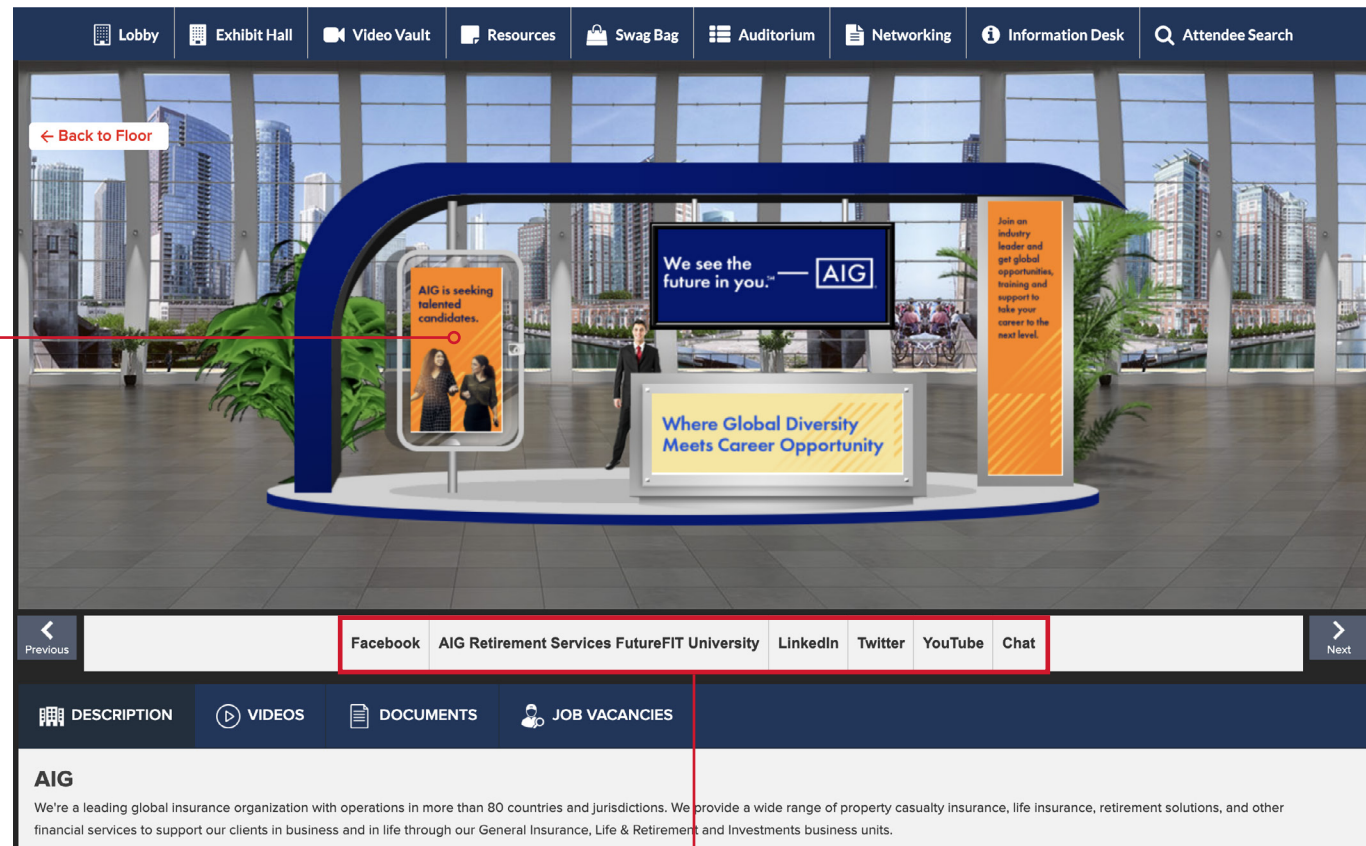 Lobby
Exhibit Hall
Video Vault
Resources
Swag Bag
Auditorium
Networking
Information Desk
Attendee Search
← Back to Floor
AIG is seeking
talented
candidates.
We see the
future in you.™ — AIG
Join an
industry
leader and
get global
opportunities,
training and
support to
take your
career to the
next level.
Where Global Diversity
Meets Career Opportunity
Previous
Facebook
AIG Retirement Services FutureFIT University
LinkedIn
Twitter
YouTube
Chat
Next
DESCRIPTION
VIDEOS
DOCUMENTS
JOB VACANCIES
AIG
We're a leading global insurance organization with operations in more than 80 countries and jurisdictions. We provide a wide range of property casualty insurance, life insurance, retirement solutions, and other
financial services to support our clients in business and in life through our General Insurance, Life & Retirement and Investments business units.